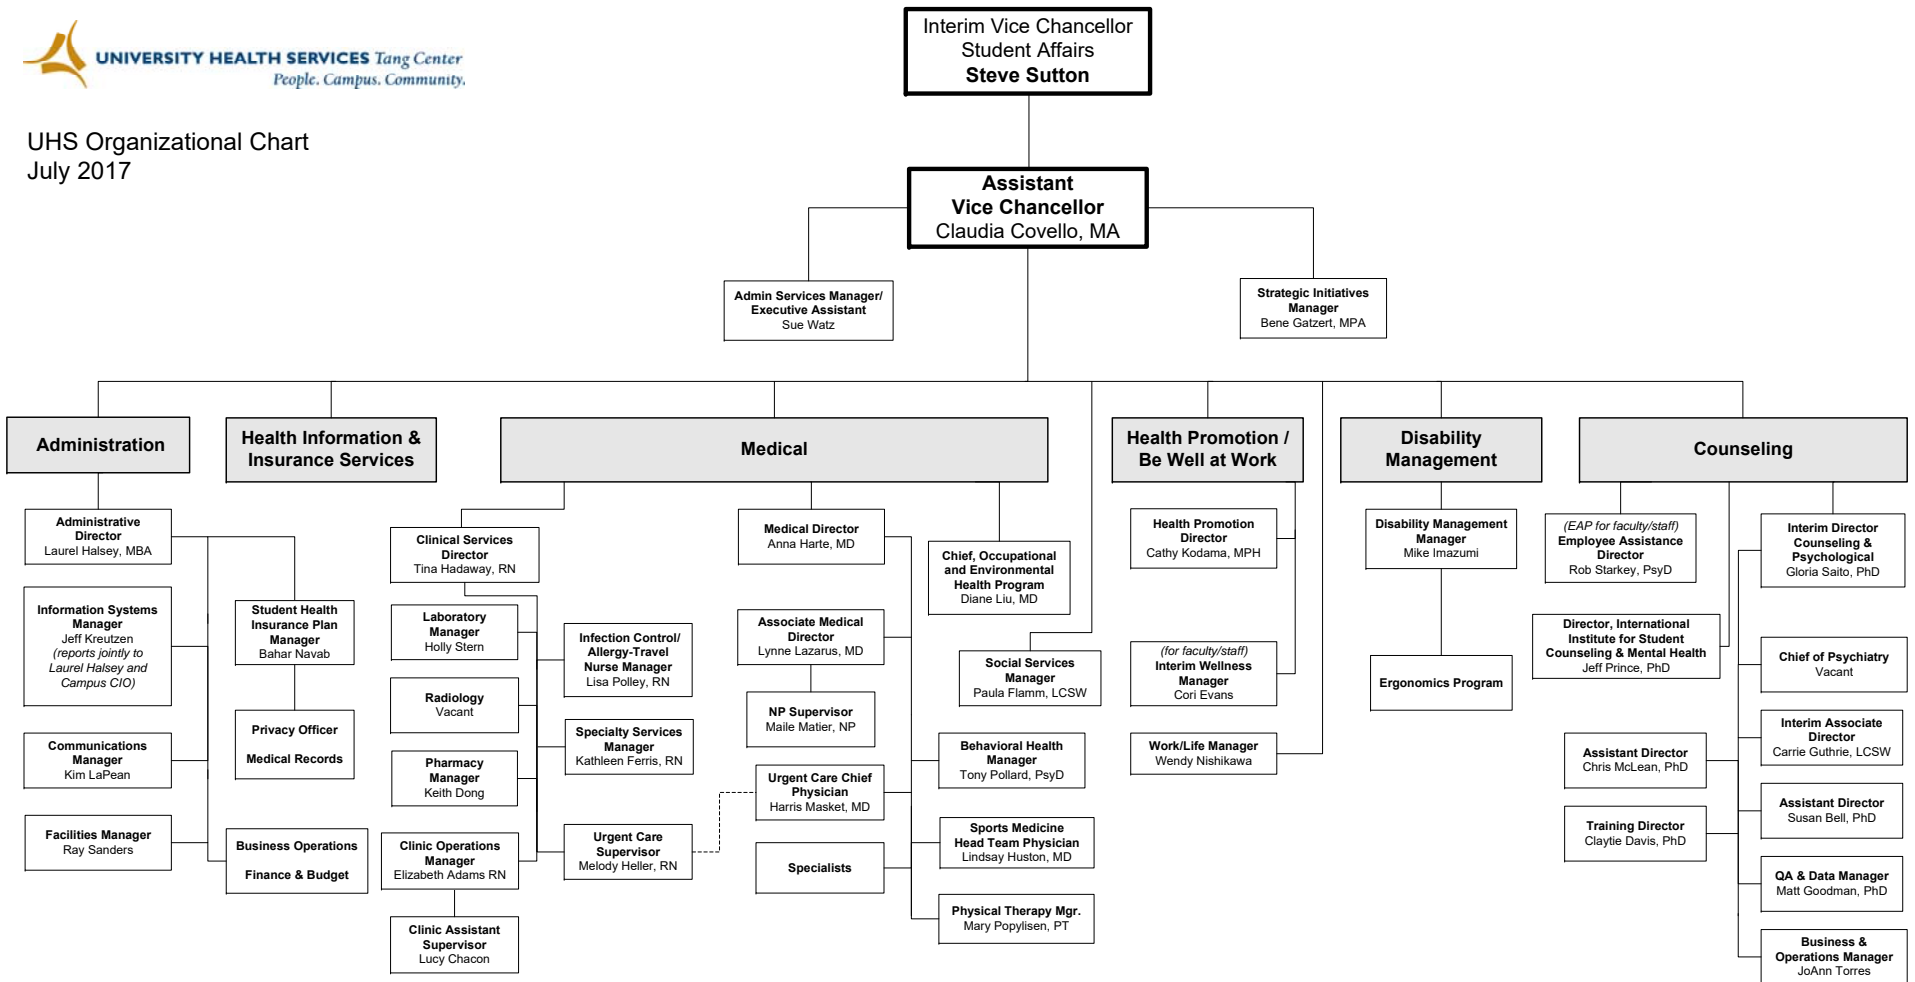 UNIVERSITY HEALTH SERVICES Tang Center
People. Campus. Community.
UHS Organizational Chart
July 2017
Interim Vice Chancellor
Student Affairs
Steve Sutton
Assistant
Vice Chancellor
Claudia Covello, MA
Admin Services Manager/
Executive Assistant
Sue Watz
Strategic Initiatives
Manager
Bene Gatzert, MPA
Administration
Administrative
Director
Laurel Halsey, MBA
Information Systems
Manager
Jeff Kreutzen
(reports jointly to
Laurel Halsey and
Campus CIO)
Communications
Manager
Kim LaPean
Facilities Manager
Ray Sanders
Student Health
Insurance Plan
Manager
Bahar Navab
Privacy Officer
Medical Records
Business Operations
Finance & Budget
Health Information &
Insurance Services
Medical
Clinical Services
Director
Tina Hadaway, RN
Laboratory
Manager
Holly Stern
Radiology
Vacant
Pharmacy
Manager
Keith Dong
Clinic Operations
Manager
Elizabeth Adams RN
Clinic Assistant
Supervisor
Lucy Chacon
Infection Control/
Allergy-Travel
Nurse Manager
Lisa Polley, RN
Specialty Services
Manager
Kathleen Ferris, RN
Urgent Care
Supervisor
Melody Heller, RN
Medical Director
Anna Harte, MD
Associate Medical
Director
Lynne Lazarus, MD
NP Supervisor
Maile Matier, NP
Urgent Care Chief
Physician
Harris Masket, MD
Specialists
Chief, Occupational
and Environmental
Health Program
Diane Liu, MD
Social Services
Manager
Paula Flamm, LCSW
Behavioral Health
Manager
Tony Pollard, PsyD
Sports Medicine
Head Team Physician
Lindsay Huston, MD
Physical Therapy Mgr.
Mary Popylisen, PT
Health Promotion /
Be Well at Work
Health Promotion
Director
Cathy Kodama, MPH
(for faculty/staff)
Interim Wellness
Manager
Cori Evans
Work/Life Manager
Wendy Nishikawa
Disability
Management
Disability Management
Manager
Mike Imazumi
Ergonomics Program
Counseling
(EAP for faculty/staff)
Employee Assistance
Director
Rob Starkey, PsyD
Director, International
Institute for Student
Counseling & Mental Health
Jeff Prince, PhD
Assistant Director
Chris McLean, PhD
Training Director
Claytie Davis, PhD
Interim Director
Counseling &
Psychological
Gloria Saito, PhD
Chief of Psychiatry
Vacant
Interim Associate
Director
Carrie Guthrie, LCSW
Assistant Director
Susan Bell, PhD
QA & Data Manager
Matt Goodman, PhD
Business &
Operations Manager
JoAnn Torres